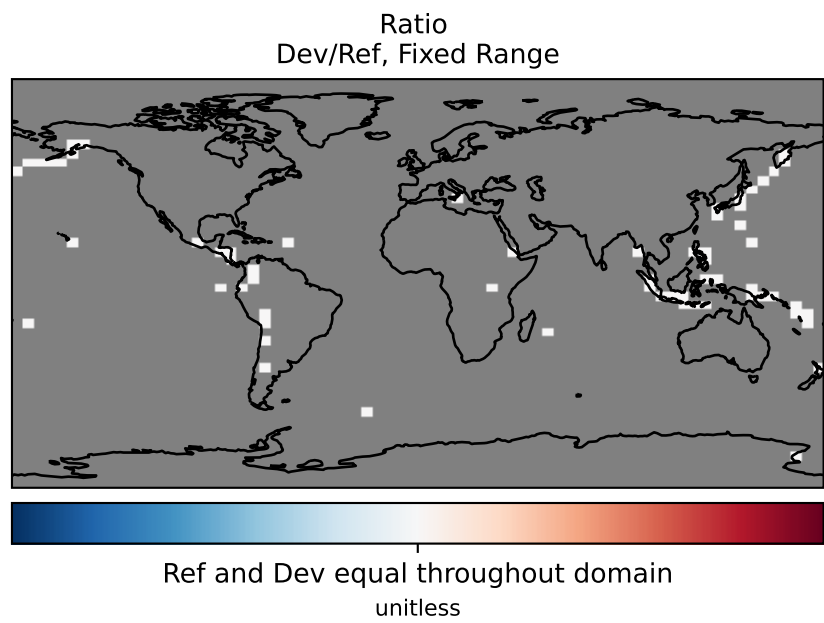 Ratio
Dev/Ref, Fixed Range
Ref and Dev equal throughout domain
unitless